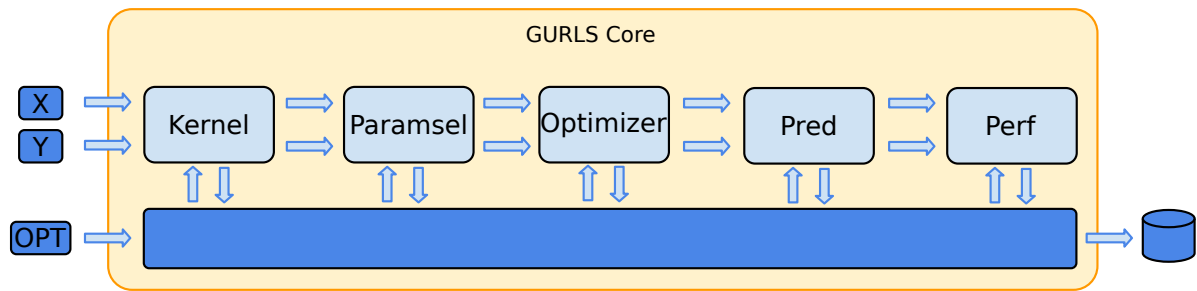 GURLS Core
X
Y
Kernel
Paramsel
Optimizer
Pred
Perf
OPT